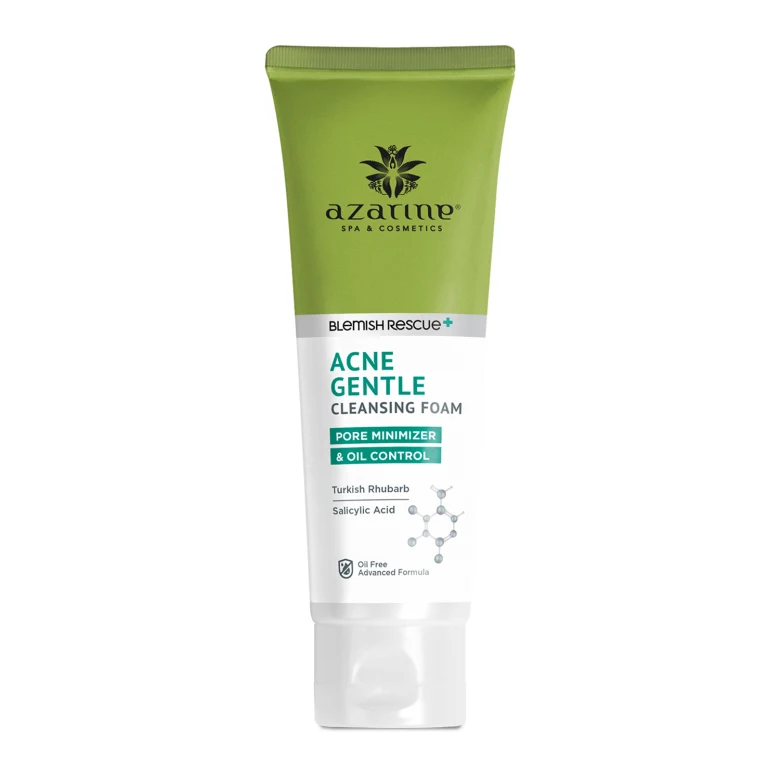 azarine®
SPA & COSMETICS
BLEMISH RESCUE+
ACNE
GENTLE
CLEANSING FOAM
PORE MINIMIZER
& OIL CONTROL
Turkish Rhubarb
Salicylic Acid
Oil Free
Advanced Formula